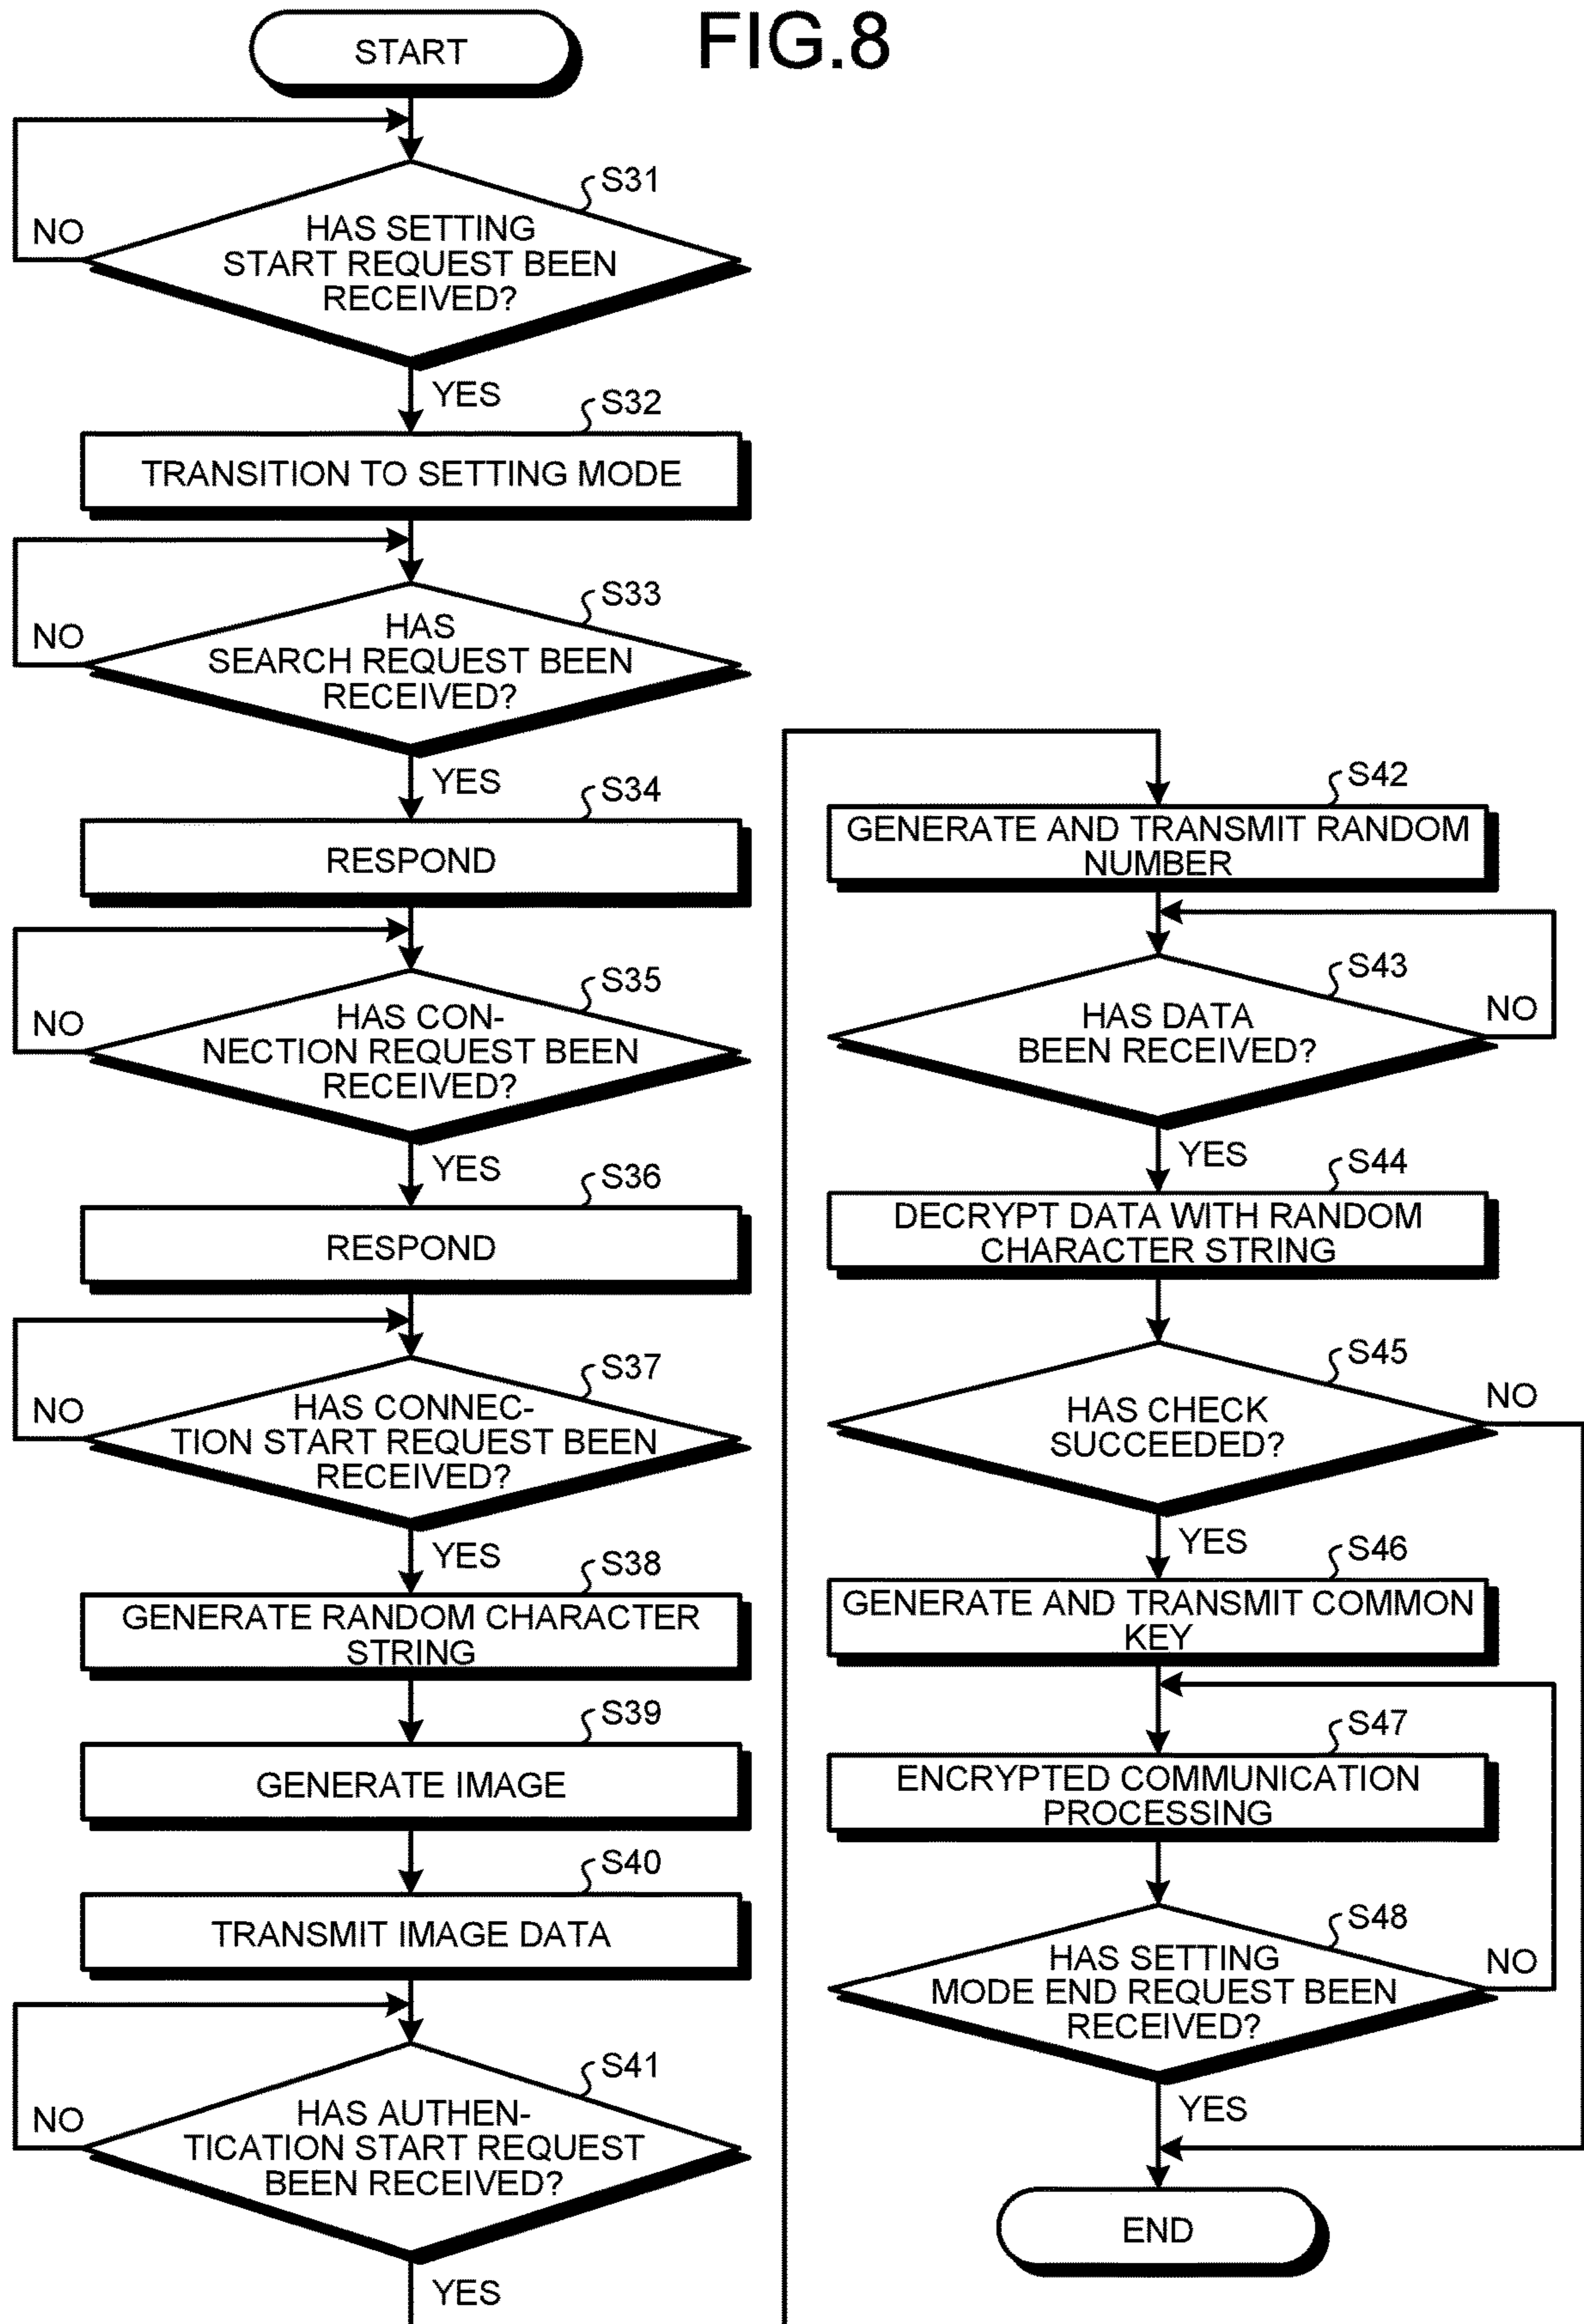 FIG.8
START
S31
HAS SETTING
START REQUEST BEEN
RECEIVED?
NO
YES
S32
TRANSITION TO SETTING MODE
S33
HAS
SEARCH REQUEST BEEN
RECEIVED?
NO
YES
S34
RESPOND
S35
HAS CON-
NECTION REQUEST BEEN
RECEIVED?
NO
YES
S36
RESPOND
S37
HAS CONNEC-
TION START REQUEST BEEN
RECEIVED?
NO
YES
S38
GENERATE RANDOM CHARACTER
STRING
S39
GENERATE IMAGE
S40
TRANSMIT IMAGE DATA
S41
HAS AUTHEN-
TICATION START REQUEST
BEEN RECEIVED?
NO
YES
S42
GENERATE AND TRANSMIT RANDOM
NUMBER
S43
HAS DATA
BEEN RECEIVED?
NO
YES
S44
DECRYPT DATA WITH RANDOM
CHARACTER STRING
S45
HAS CHECK
SUCCEEDED?
NO
YES
S46
GENERATE AND TRANSMIT COMMON
KEY
S47
ENCRYPTED COMMUNICATION
PROCESSING
S48
HAS SETTING
MODE END REQUEST BEEN
RECEIVED?
NO
YES
END